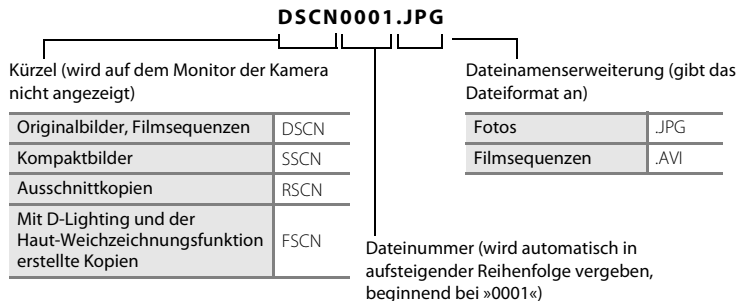 DSCN0001.JPG
Kürzel (wird auf dem Monitor der Kamera
nicht angezeigt)
Originalbilder, Filmsequenzen DSCN
Kompaktbilder SSCN
Ausschnittkopien RSCN
Mit D-Lighting und der
Haut-Weichzeichnungsfunktion FSCN
erstellte Kopien
Dateinamenserweiterung (gibt das
Dateiformat an)
Fotos .JPG
Filmsequenzen .AVI
Dateinummer (wird automatisch in
aufsteigender Reihenfolge vergeben,
beginnend bei »0001«)